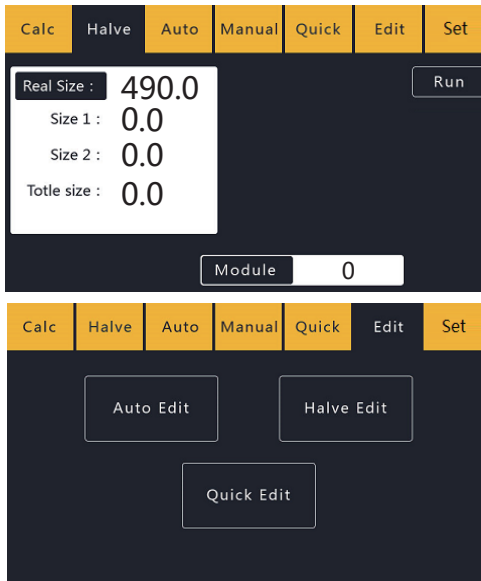 Calc Halve Auto Manual Quick Edit Set
Real Size : 490.0
Run
Size 1 : 0.0
Size 2 : 0.0
Totle size : 0.0
Module 0
Calc Halve Auto Manual Quick Edit Set
Auto Edit Halve Edit
Quick Edit